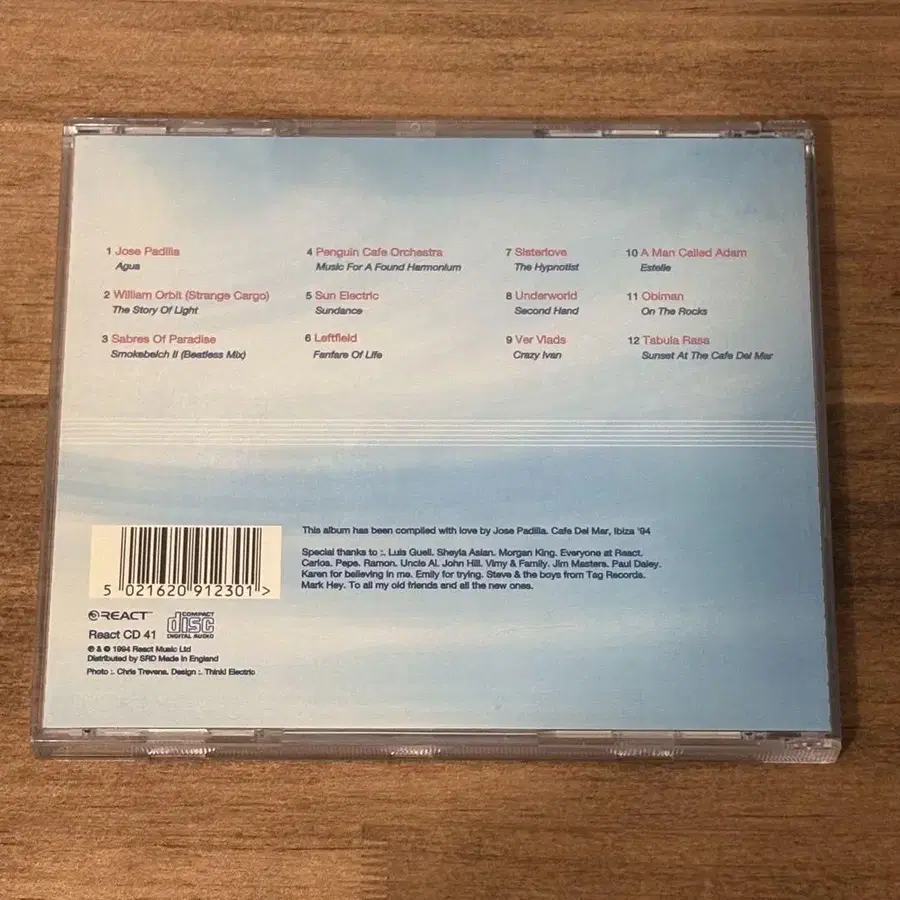 1 Jose Padilla
Agua
2 William Orbit (Strange Cargo)
The Story Of Light
3 Sabres Of Paradise
Smokebelch II (Beatless Mix)
4 Penguin Cafe Orchestra
Music For A Found Harmonium
5 Sun Electric
Sundance
6 Leftfield
Fanfare Of Life
7 Sisterlove
The Hypnotist
8 Underworld
Second Hand
9 Ver Vlads
Crazy Ivan
10 A Man Called Adam
Estelle
11 Obiman
On The Rocks
12 Tabula Rasa
Sunset At The Cafe Del Mar
This album has been compiled with love by Jose Padilla. Cafe Del Mar, Ibiza '94
Special thanks to :. Luis Guell. Sheyla Asian. Morgan King. Everyone at React.
Carlos. Pepe. Ramon. Uncle Al. John Hill. Vimy & Family. Jim Masters. Paul Daley.
Karen for believing in me. Emily for trying. Steve & the boys from Tag Records.
Mark Hey. To all my old friends and all the new ones.
5 021620 912301 >
REACT™
COMPACT
disc
DIGITAL AUDIO
React CD 41
℗ & © 1994 React Music Ltd
Distributed by SRD Made in England
Photo :. Chris Trevena. Design :. Think! Electric